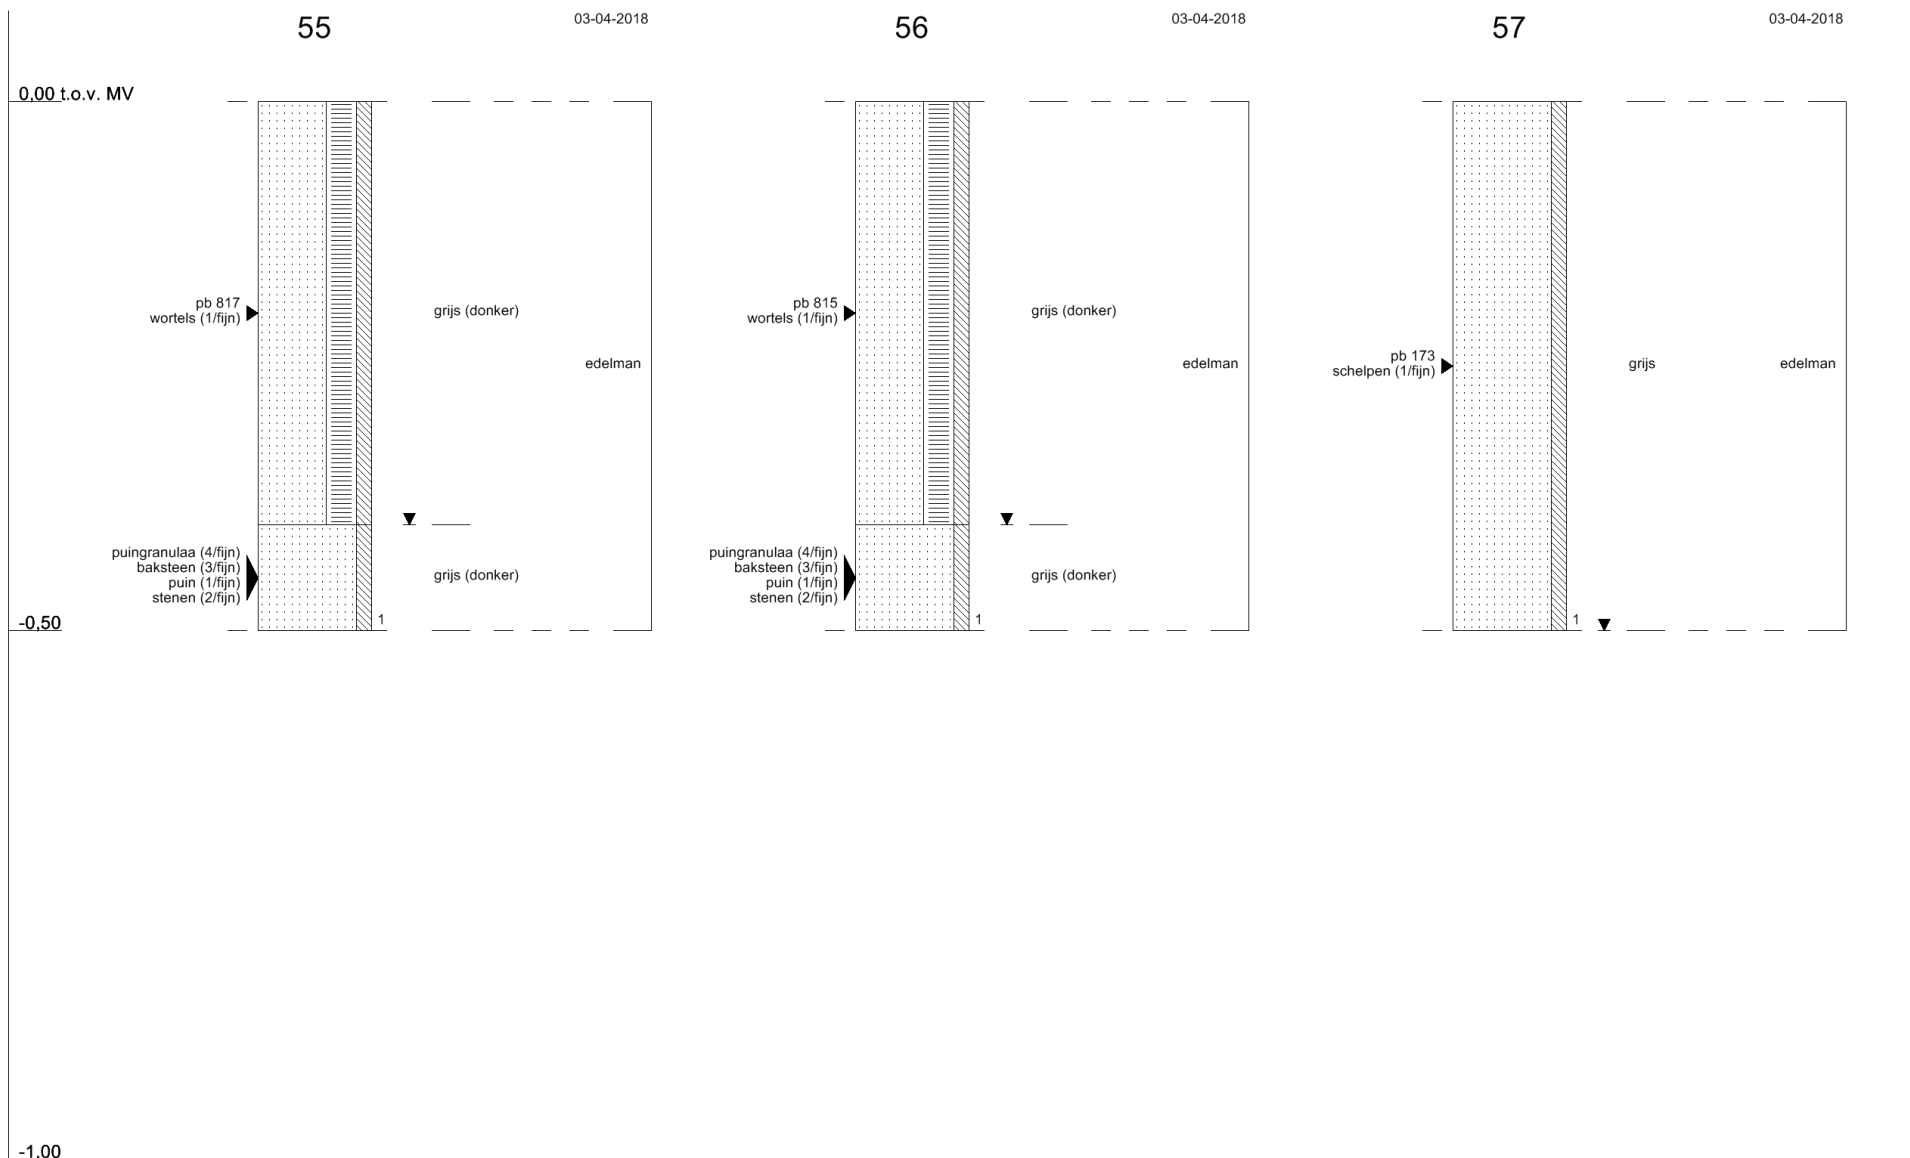 55
03-04-2018
56
03-04-2018
57
03-04-2018
0,00 t.o.v. MV
pb 817
wortels (1/fijn)
grijs (donker)
edelman
puingranulaa (4/fijn)
baksteen (3/fijn)
puin (1/fijn)
stenen (2/fijn)
grijs (donker)
1
pb 815
wortels (1/fijn)
grijs (donker)
edelman
puingranulaa (4/fijn)
baksteen (3/fijn)
puin (1/fijn)
stenen (2/fijn)
grijs (donker)
1
pb 173
schelpen (1/fijn)
grijs
edelman
1
-0,50
-1,00